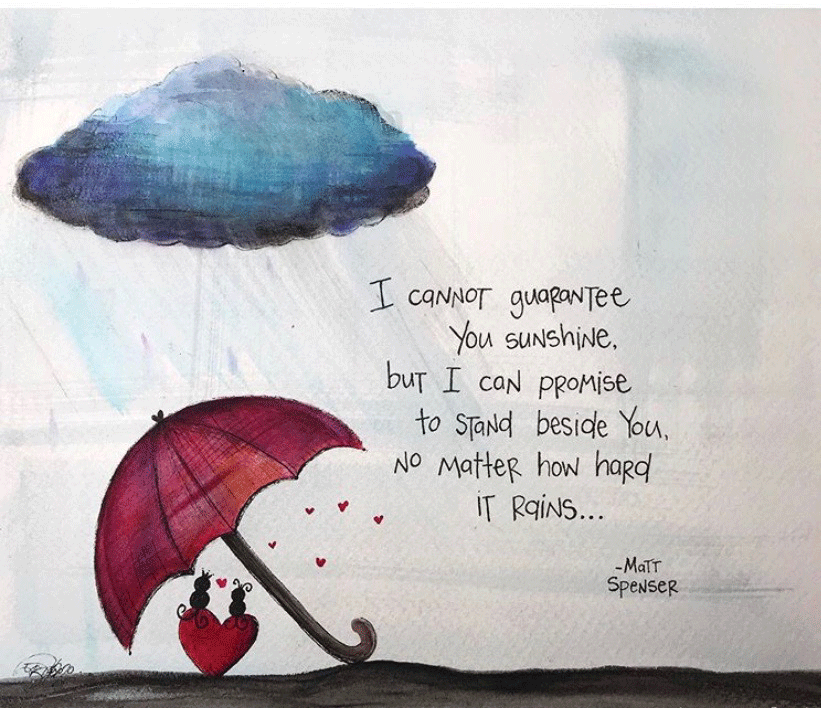 I cannot guarantee
you sunshine,
but I can promise
to stand beside you,
no matter how hard
it rains...
-Matt
Spenser